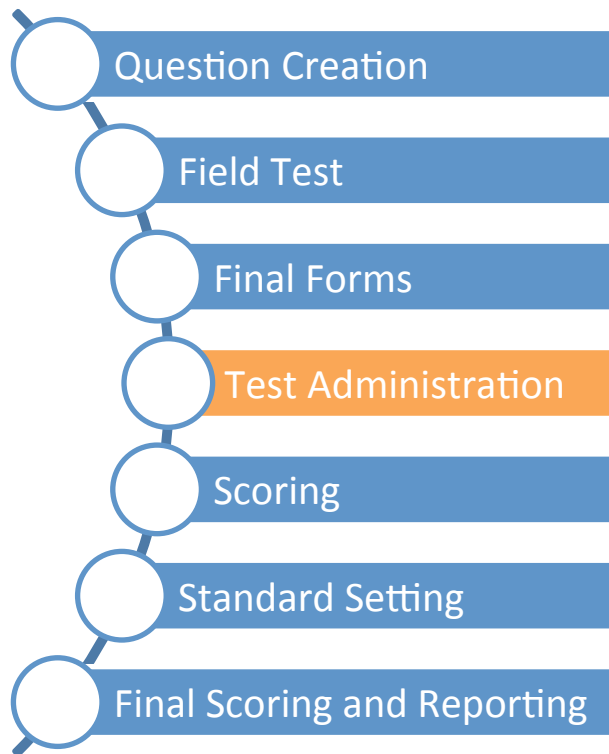 Question Creation
Field Test
Final Forms
Test Administration
Scoring
Standard Setting
Final Scoring and Reporting